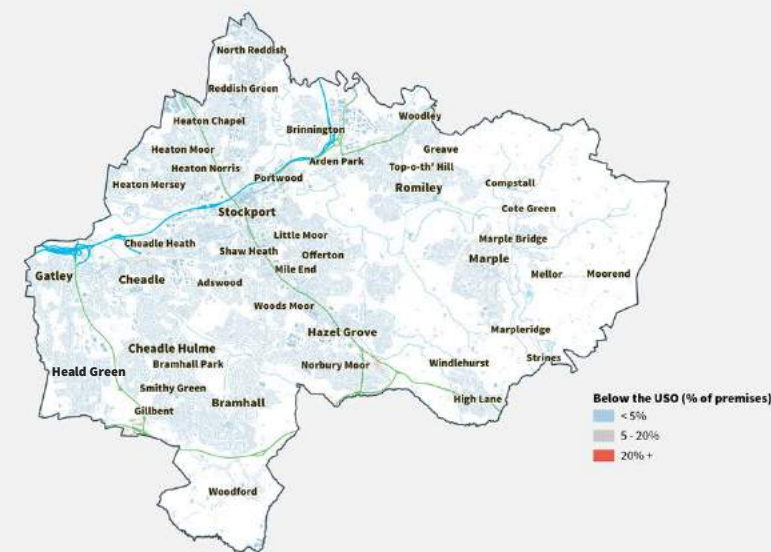 North Reddish
Reddish Green
Heaton Chapel
Brinnington
Woodley
Heaton Moor
Greave
Arden Park
Top-o-th' Hill
Heaton Norris
Portwood
Heaton Mersey
Romiley
Compstall
Stockport
Cote Green
Little Moor
Marple Bridge
Cheadle Heath
Shaw Heath
Offerton
Marple
Mile End
Gatley
Cheadle
Adswood
Mellor
Moorend
Woods Moor
Hazel Grove
Marpleridge
Cheadle Hulme
Strines
Bramhall Park
Norbury Moor
Windlehurst
Heald Green
Smithy Green
High Lane
Bramhall
Gillbent
Below the USO (% of premises)
< 5%
5 - 20%
20% +
Woodford